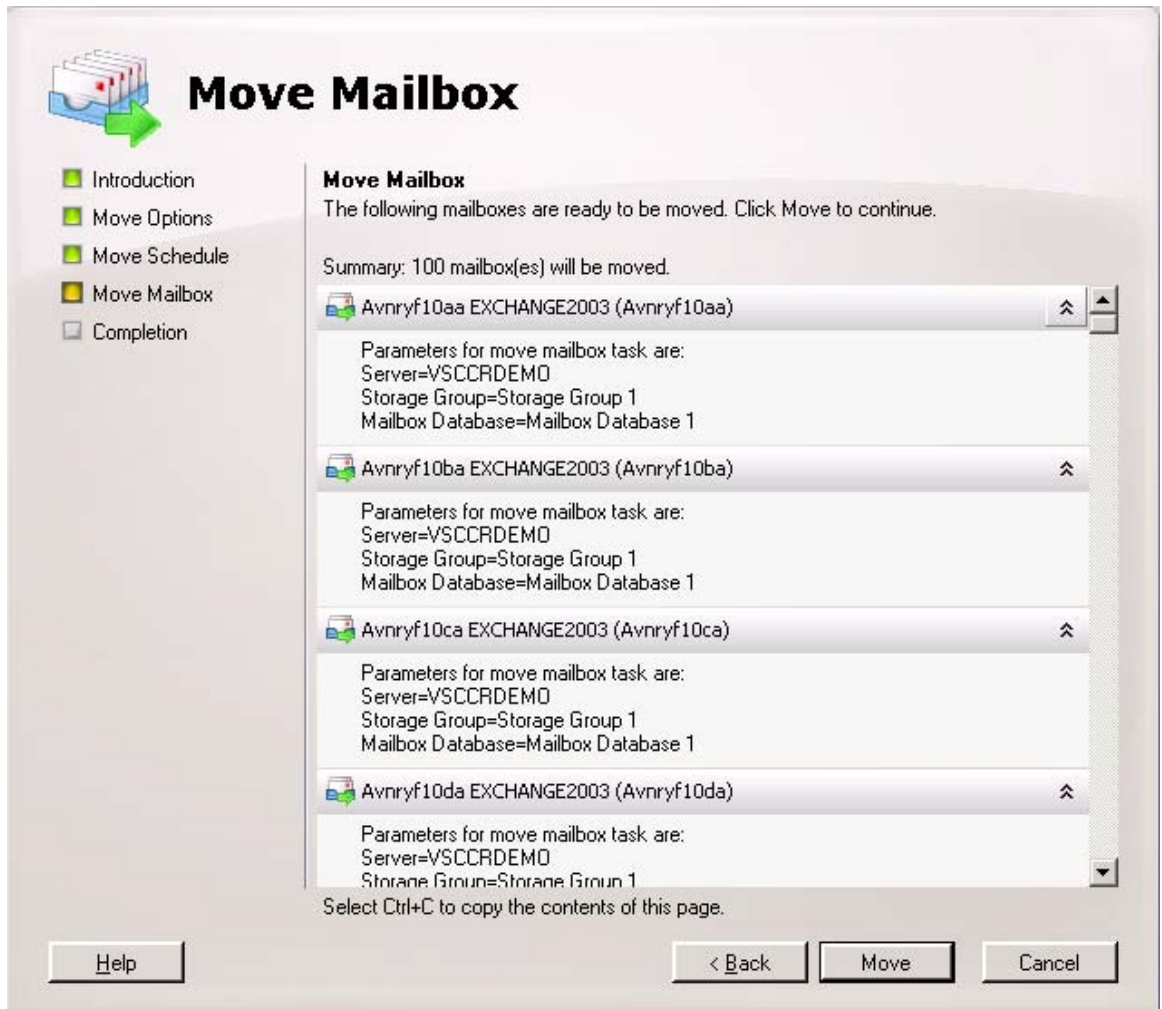 Move Mailbox
Introduction
Move Options
Move Schedule
Move Mailbox
Completion
Move Mailbox
The following mailboxes are ready to be moved. Click Move to continue.
Summary: 100 mailbox(es) will be moved.
Avnryf10aa EXCHANGE2003 (Avnryf10aa)
Parameters for move mailbox task are:
Server=VSCCRDEMO
Storage Group=Storage Group 1
Mailbox Database=Mailbox Database 1
Avnryf10ba EXCHANGE2003 (Avnryf10ba)
Parameters for move mailbox task are:
Server=VSCCRDEMO
Storage Group=Storage Group 1
Mailbox Database=Mailbox Database 1
Avnryf10ca EXCHANGE2003 (Avnryf10ca)
Parameters for move mailbox task are:
Server=VSCCRDEMO
Storage Group=Storage Group 1
Mailbox Database=Mailbox Database 1
Avnryf10da EXCHANGE2003 (Avnryf10da)
Parameters for move mailbox task are:
Server=VSCCRDEMO
Storage Group=Storage Group 1
Select Ctrl+C to copy the contents of this page.
Help
< Back
Move
Cancel